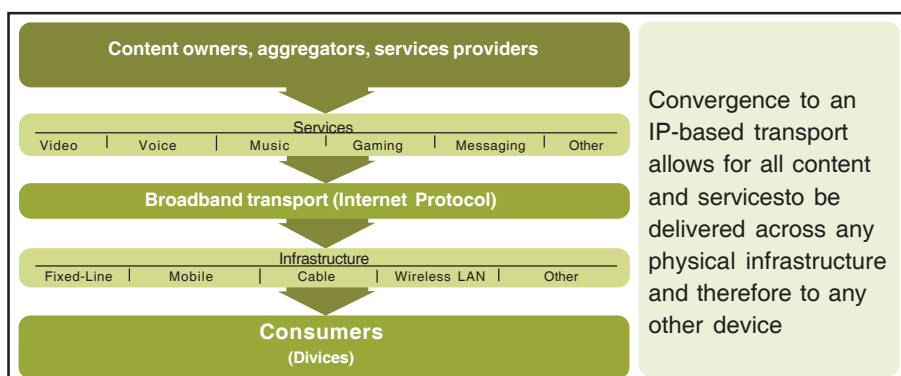 Content owners, aggregators, services providers
Services
Video | Voice | Music | Gaming | Messaging | Other
Broadband transport (Internet Protocol)
Infrastructure
Fixed-Line | Mobile | Cable | Wireless LAN | Other
Consumers
(Divices)
Convergence to an
IP-based transport
allows for all content
and servicesto be
delivered across any
physical infrastructure
and therefore to any
other device